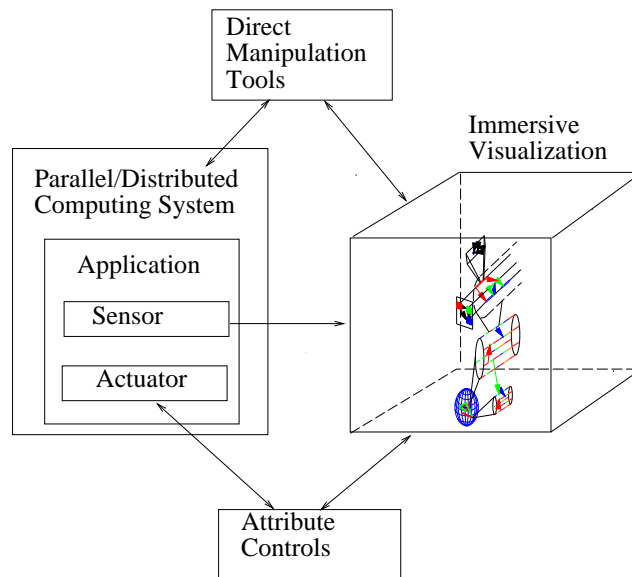 Direct
Manipulation
Tools
Immersive
Visualization
Parallel/Distributed
Computing System
Application
Sensor
Actuator
Attribute
Controls